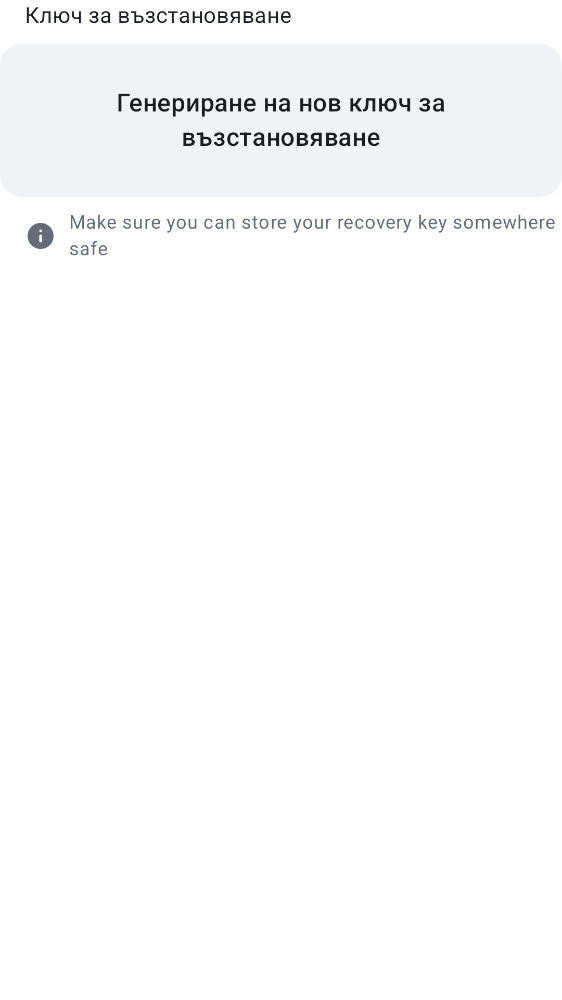 Ключ за възстановяване
Генериране на нов ключ за
възстановяване
Make sure you can store your recovery key somewhere
safe